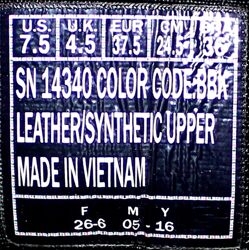 U.S. U.K EUR CM
7.5 4.5 37.5 24.5 36
SN 14340 COLOR CODE:BBK
LEATHER/SYNTHETIC UPPER
MADE IN VIETNAM
F M Y
26-6 05 16